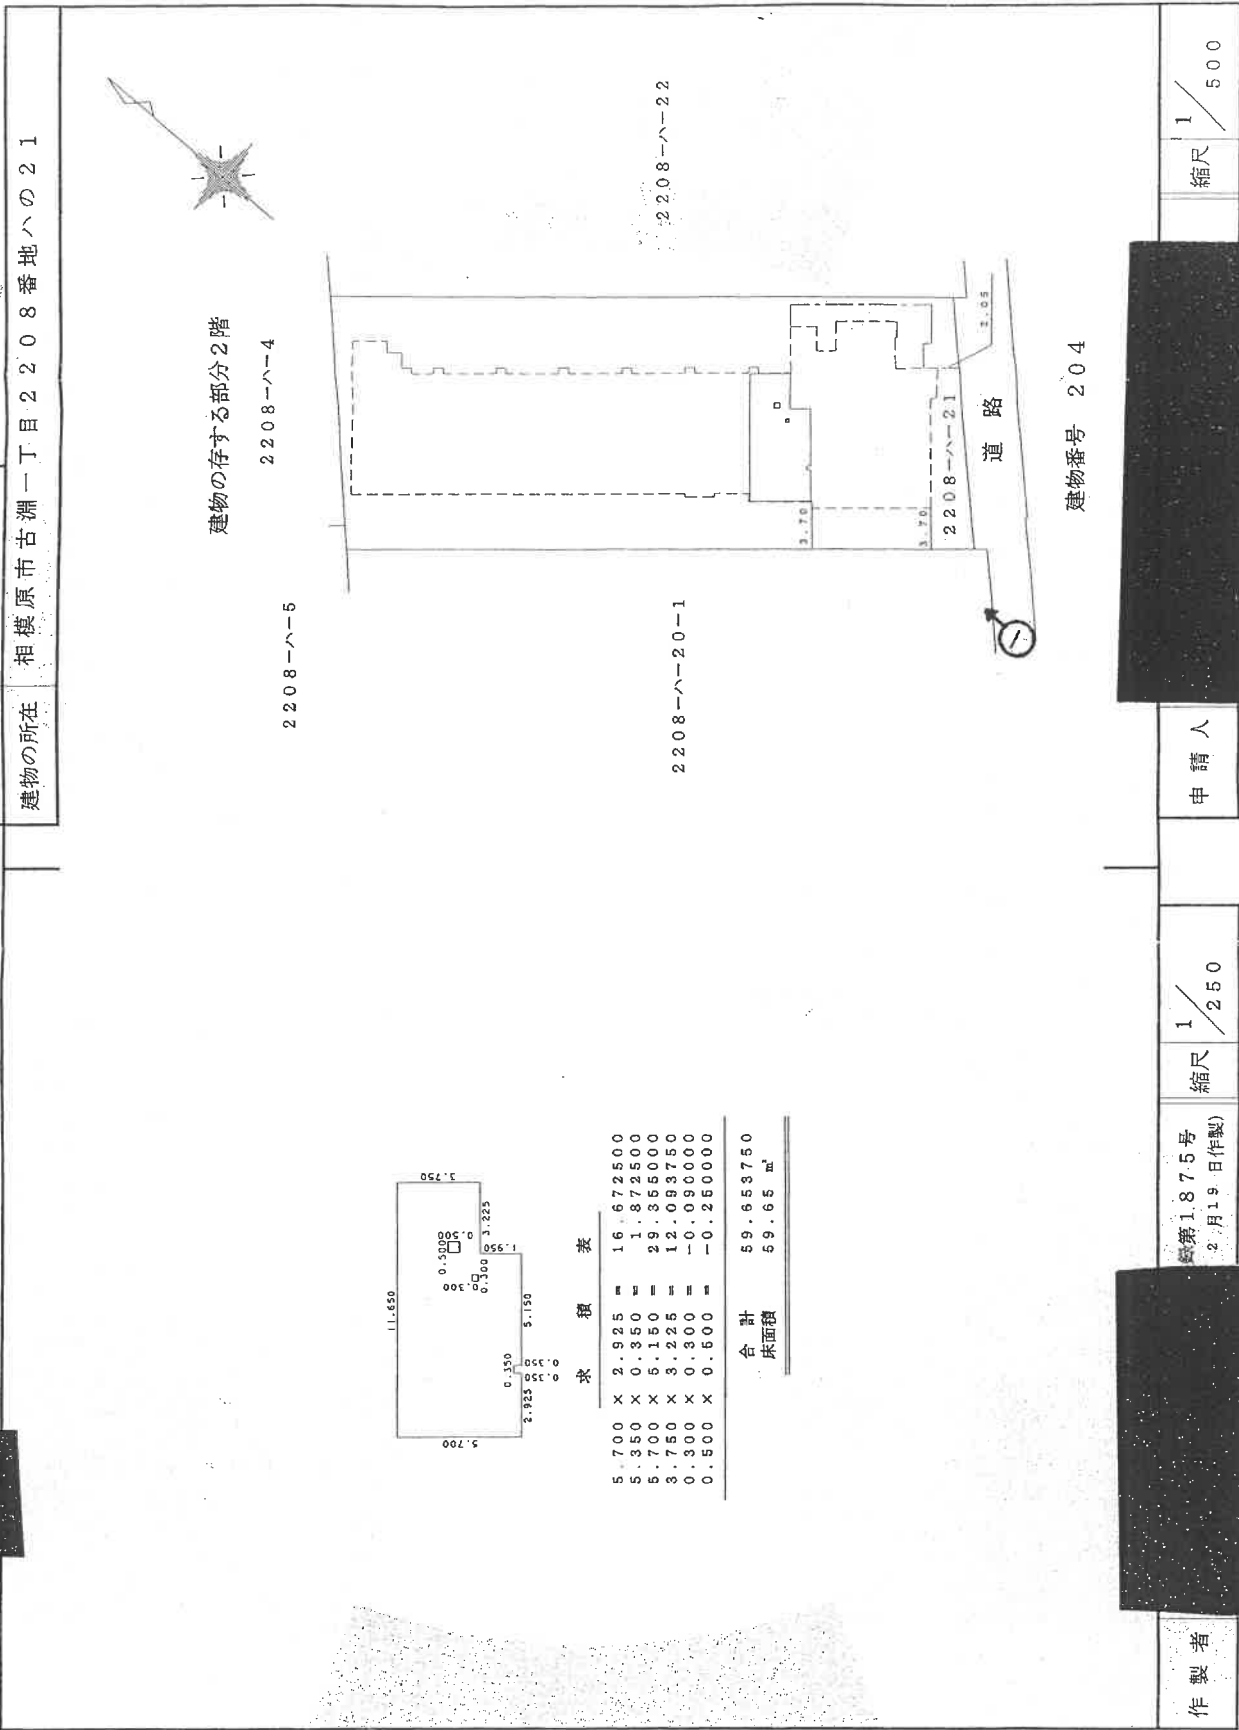 建物の所在 相模原市古淵一丁目2208番地ハの21
11.650
5.700
3.750
3.225
1.950
0.500
0.500
0.300
0.300
5.150
0.350
0.350
0.350
2.925
求積表
5.700 × 2.925 = 16.672500
5.350 × 0.350 = 1.872500
5.700 × 5.150 = 29.355000
3.750 × 3.225 = 12.093750
0.300 × 0.300 = -0.090000
0.500 × 0.500 = -0.250000
合計 59.653750
床面積 59.65 ㎡
建物の存する部分2階
2208-ハ-4
2208-ハ-5
2208-ハ-22
2208-ハ-20-1
3.70
3.70
2208-ハ-21
2.05
道路
建物番号 204
作製者
録第1875号
2月19日作製)
縮尺 1/250
申請人
縮尺 1/500